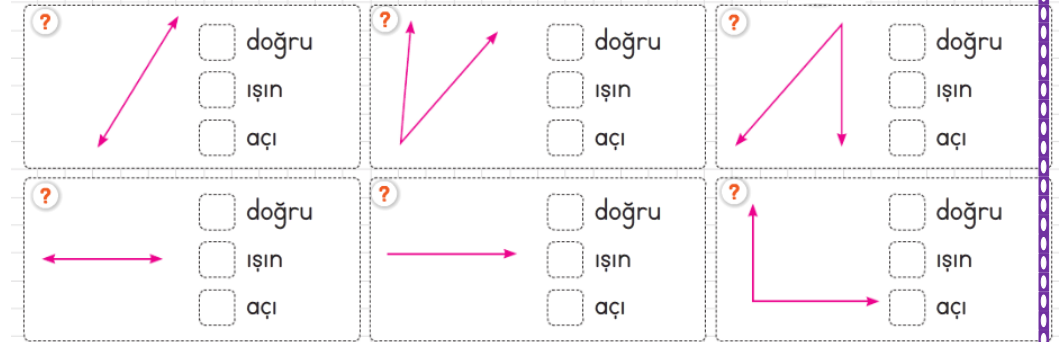 ?
doğru
ışın
açı
?
doğru
ışın
açı
?
doğru
ışın
açı
?
doğru
ışın
açı
?
doğru
ışın
açı
?
doğru
ışın
açı